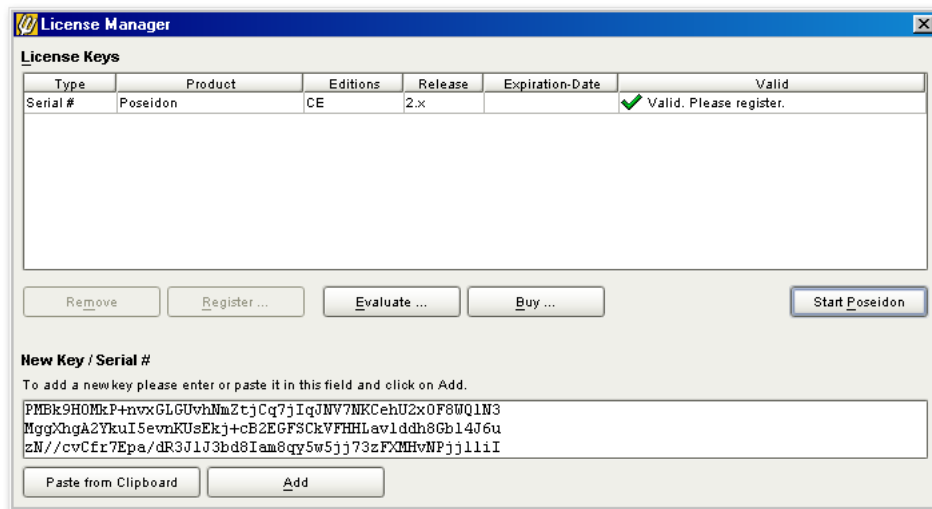 License Manager
License Keys
Type Product Editions Release Expiration-Date Valid
Serial # Poseidon CE 2.x Valid. Please register.
Remove Register ... Evaluate ... Buy ... Start Poseidon
New Key / Serial #
To add a new key please enter or paste it in this field and click on Add.
PMBk9HOMkP+nvxGLGUvhNmZtjCq7jIqJNV7NKCehU2xOF8WQlN3
MggXhgA2YkuI5evnKUsEkj+cB2EGFSCkVFHHLavlddh8Gbl4J6u
zN//cvCfr7Epa/dR3JlJ3bd8Iam8qy5w5jj73zFXMHvNPjjlliI
Paste from Clipboard Add